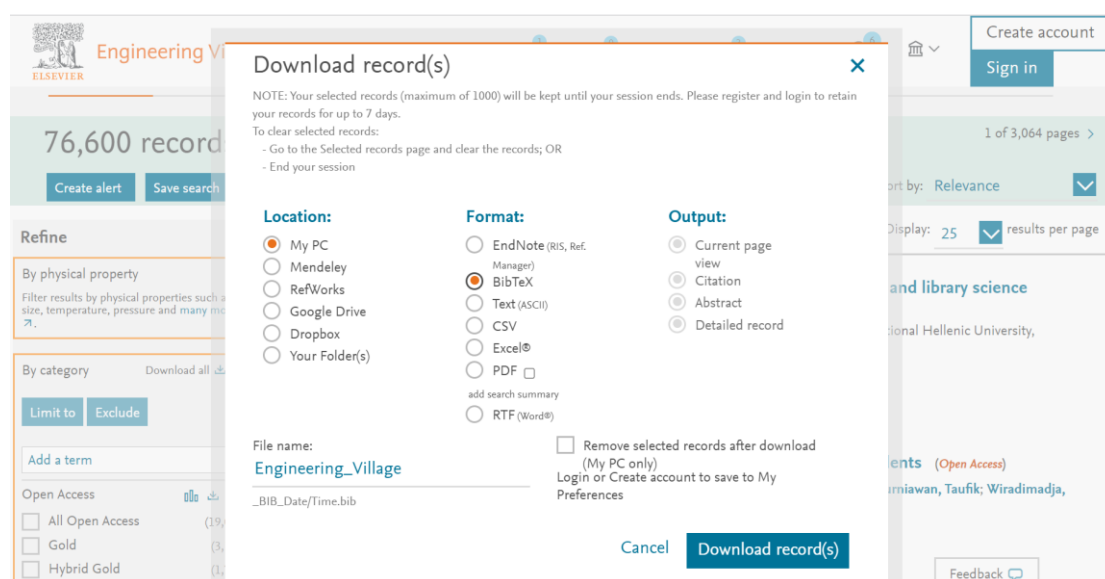 Create account
Engineering Vi
ELSEVIER
Sign in
Download record(s)
NOTE: Your selected records (maximum of 1000) will be kept until your session ends. Please register and login to retain
your records for up to 7 days.
To clear selected records:
- Go to the Selected records page and clear the records; OR
- End your session
76,600 record
1 of 3,064 pages >
Create alert
Save search
ort by: Relevance
Refine
Display: 25 results per page
By physical property
Filter results by physical properties such a
size, temperature, pressure and many mo
Location:
My PC
Mendeley
RefWorks
Google Drive
Dropbox
Your Folder(s)
Format:
EndNote (RIS, Ref.
Manager)
BibTeX
Text (ASCII)
CSV
Excel®
PDF
add search summary
RTF (Word®)
Output:
Current page
view
Citation
Abstract
Detailed record
and library science
tional Hellenic University,
By category
Download all
Limit to
Exclude
Add a term
File name:
Engineering_Village
_BIB_Date/Time.bib
Remove selected records after download
(My PC only)
Login or Create account to save to My
Preferences
ents (Open Access)
urniawan, Taufik; Wiradimadja,
Open Access
All Open Access (19,
Gold (3,
Hybrid Gold (1,
Cancel
Download record(s)
Feedback